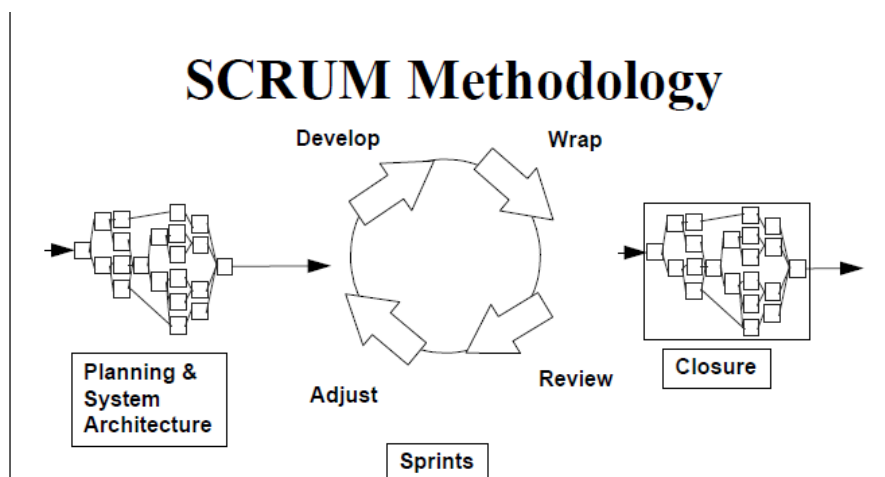 SCRUM Methodology
Develop
Wrap
Planning &
System
Architecture
Adjust
Review
Closure
Sprints